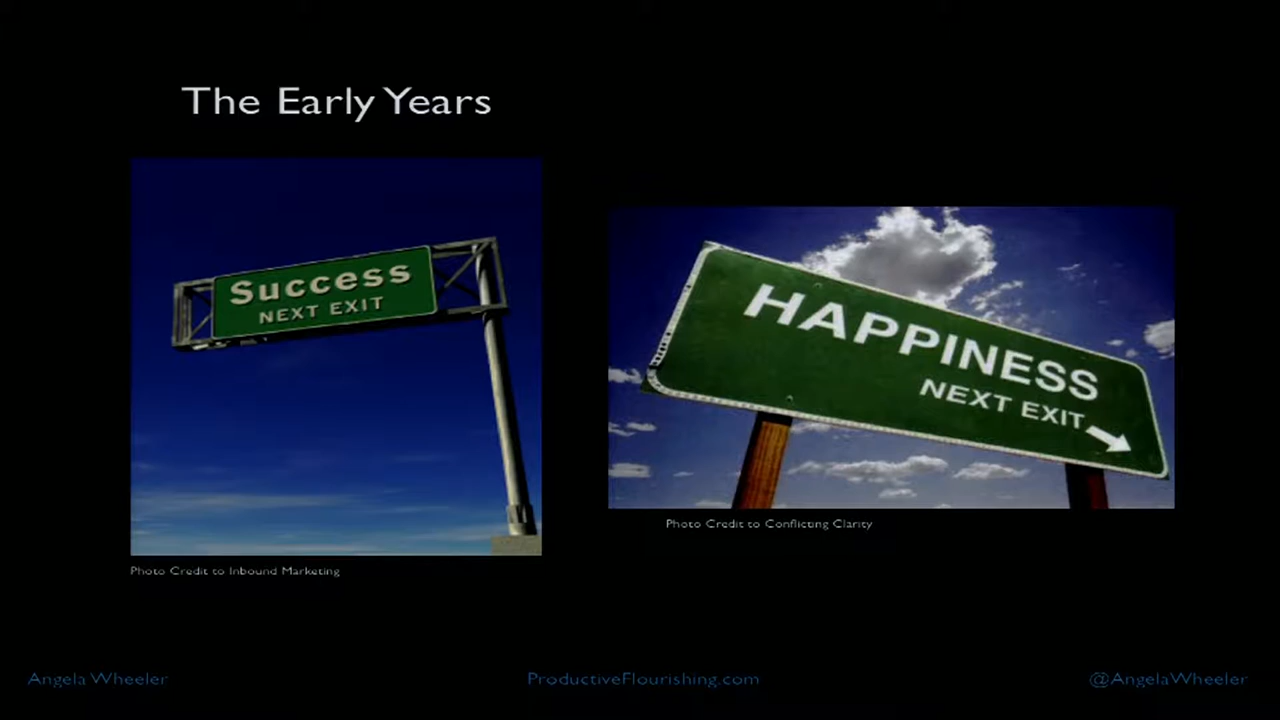 The Early Years
Success
NEXT EXIT
HAPPINESS
NEXT EXIT
Photo Credit to Conflicting Clarity
Photo Credit to Inbound Marketing
Angela Wheeler
ProductiveFlourishing.com
@AngelaWheeler